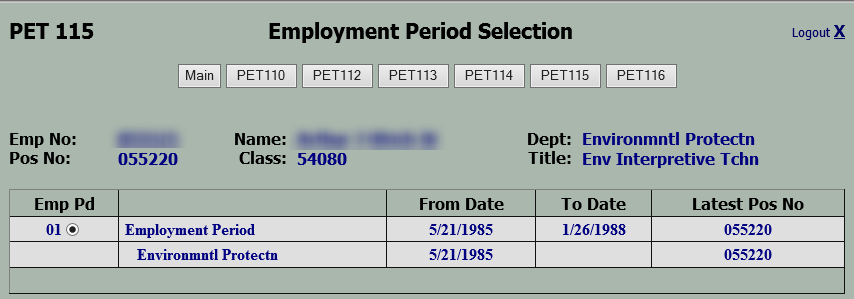 PET 115 Employment Period Selection Logout X
Main PET110 PET112 PET113 PET114 PET115 PET116
Emp No: Name: Dept: Environmntl Protectn
Pos No: 055220 Class: 54080 Title: Env Interpretive Tchn
Emp Pd From Date To Date Latest Pos No
01 Employment Period 5/21/1985 1/26/1988 055220
Environmntl Protectn 5/21/1985 055220